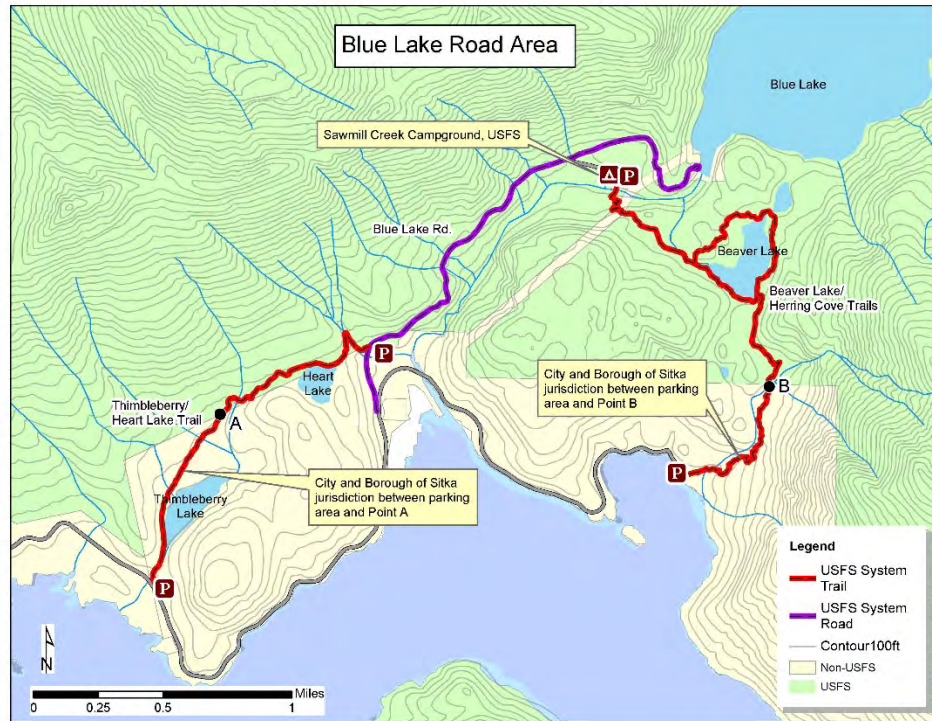 Blue Lake Road Area
Blue Lake
Sawmill Creek Campground, USFS
P
Blue Lake Rd.
Beaver Lake
Beaver Lake/
Herring Cove Trails
P
Heart
Lake
City and Borough of Sitka
jurisdiction between parking
area and Point B
B
Thimbleberry/
Heart Lake Trail
A
P
City and Borough of Sitka
jurisdiction between parking
area and Point A
Thimbleberry
Lake
P
Legend
USFS System
Trail
USFS System
Road
Contour100ft
Non-USFS
USFS
N
Miles
0 0.25 0.5 1